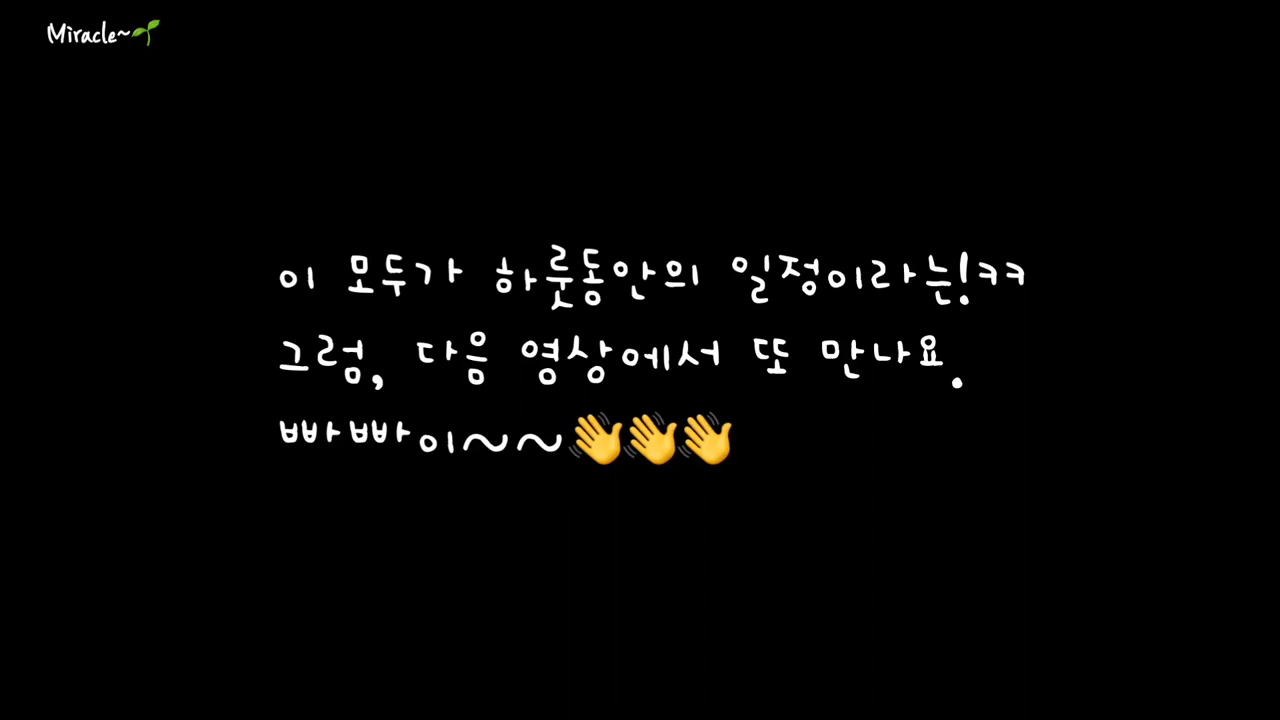 Miracle~🌱
이 모두가 하룻동안의 일정이라는!ㅋㅋ
그럼, 다음 영상에서 또 만나요.
빠빠이~~👋👋👋